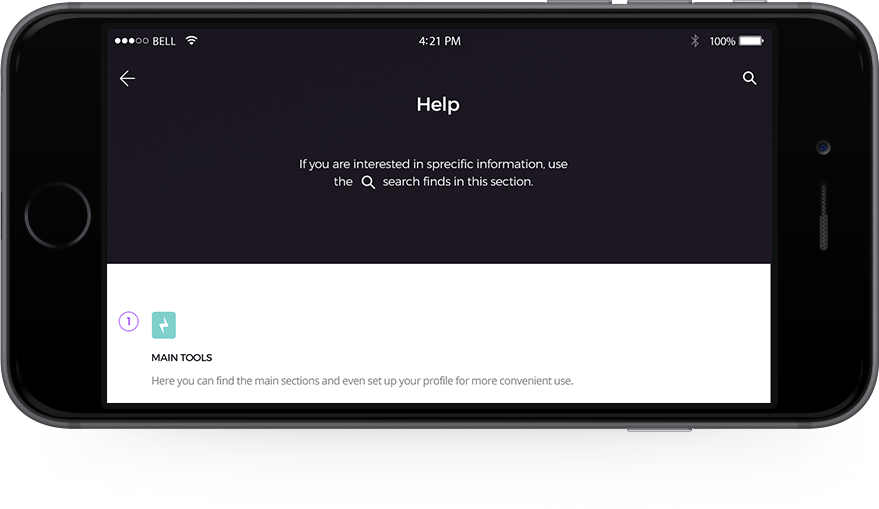 BELL 4:21 PM 100%
Help
If you are interested in sprecific information, use
the search finds in this section.
1
MAIN TOOLS
Here you can find the main sections and even set up your profile for more convenient use.